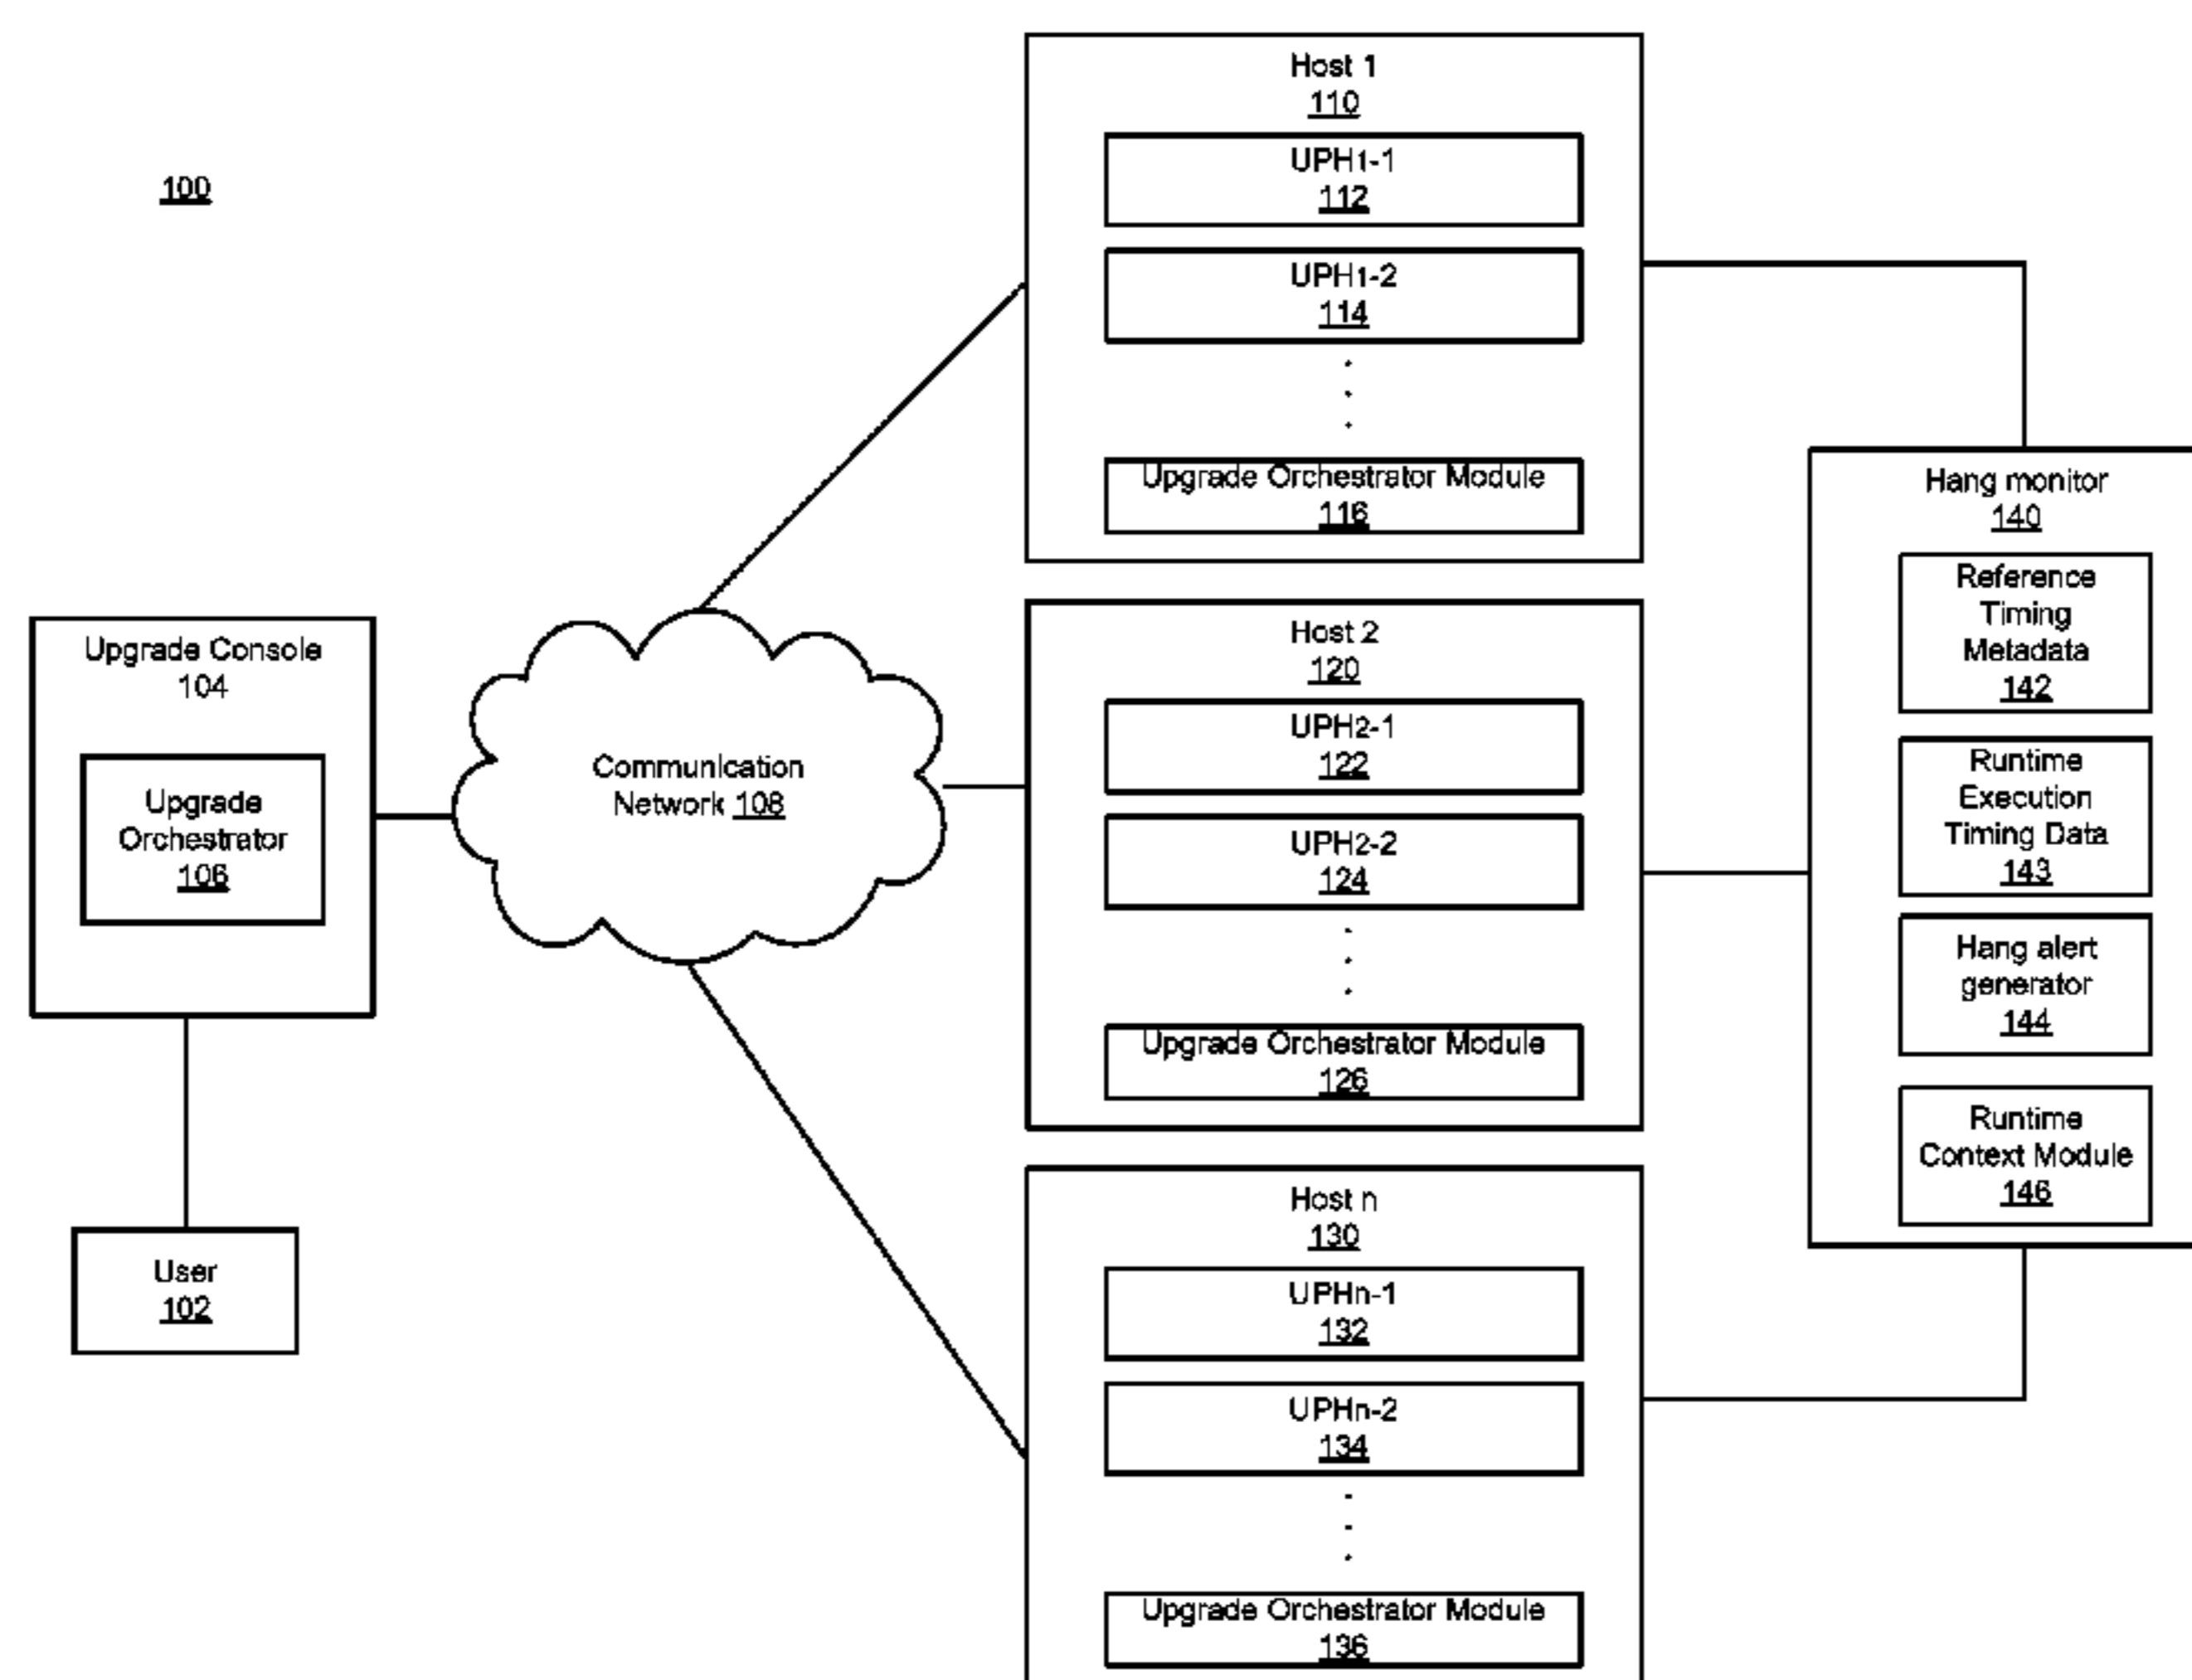 100
Host 1
110
UPH1-1
112
UPH1-2
114
Upgrade Orchestrator Module
116
Upgrade Console
104
Upgrade
Orchestrator
106
User
102
Communication
Network 108
Host 2
120
UPH2-1
122
UPH2-2
124
Upgrade Orchestrator Module
126
Host n
130
UPHn-1
132
UPHn-2
134
Upgrade Orchestrator Module
136
Hang monitor
140
Reference
Timing
Metadata
142
Runtime
Execution
Timing Data
143
Hang alert
generator
144
Runtime
Context Module
146